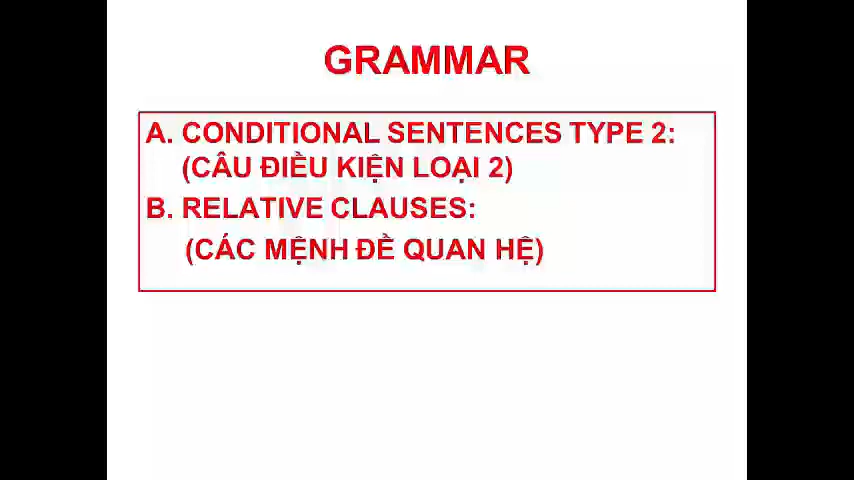 GRAMMAR
A. CONDITIONAL SENTENCES TYPE 2:
(CÂU ĐIỀU KIỆN LOẠI 2)
B. RELATIVE CLAUSES:
(CÁC MỆNH ĐỀ QUAN HỆ)